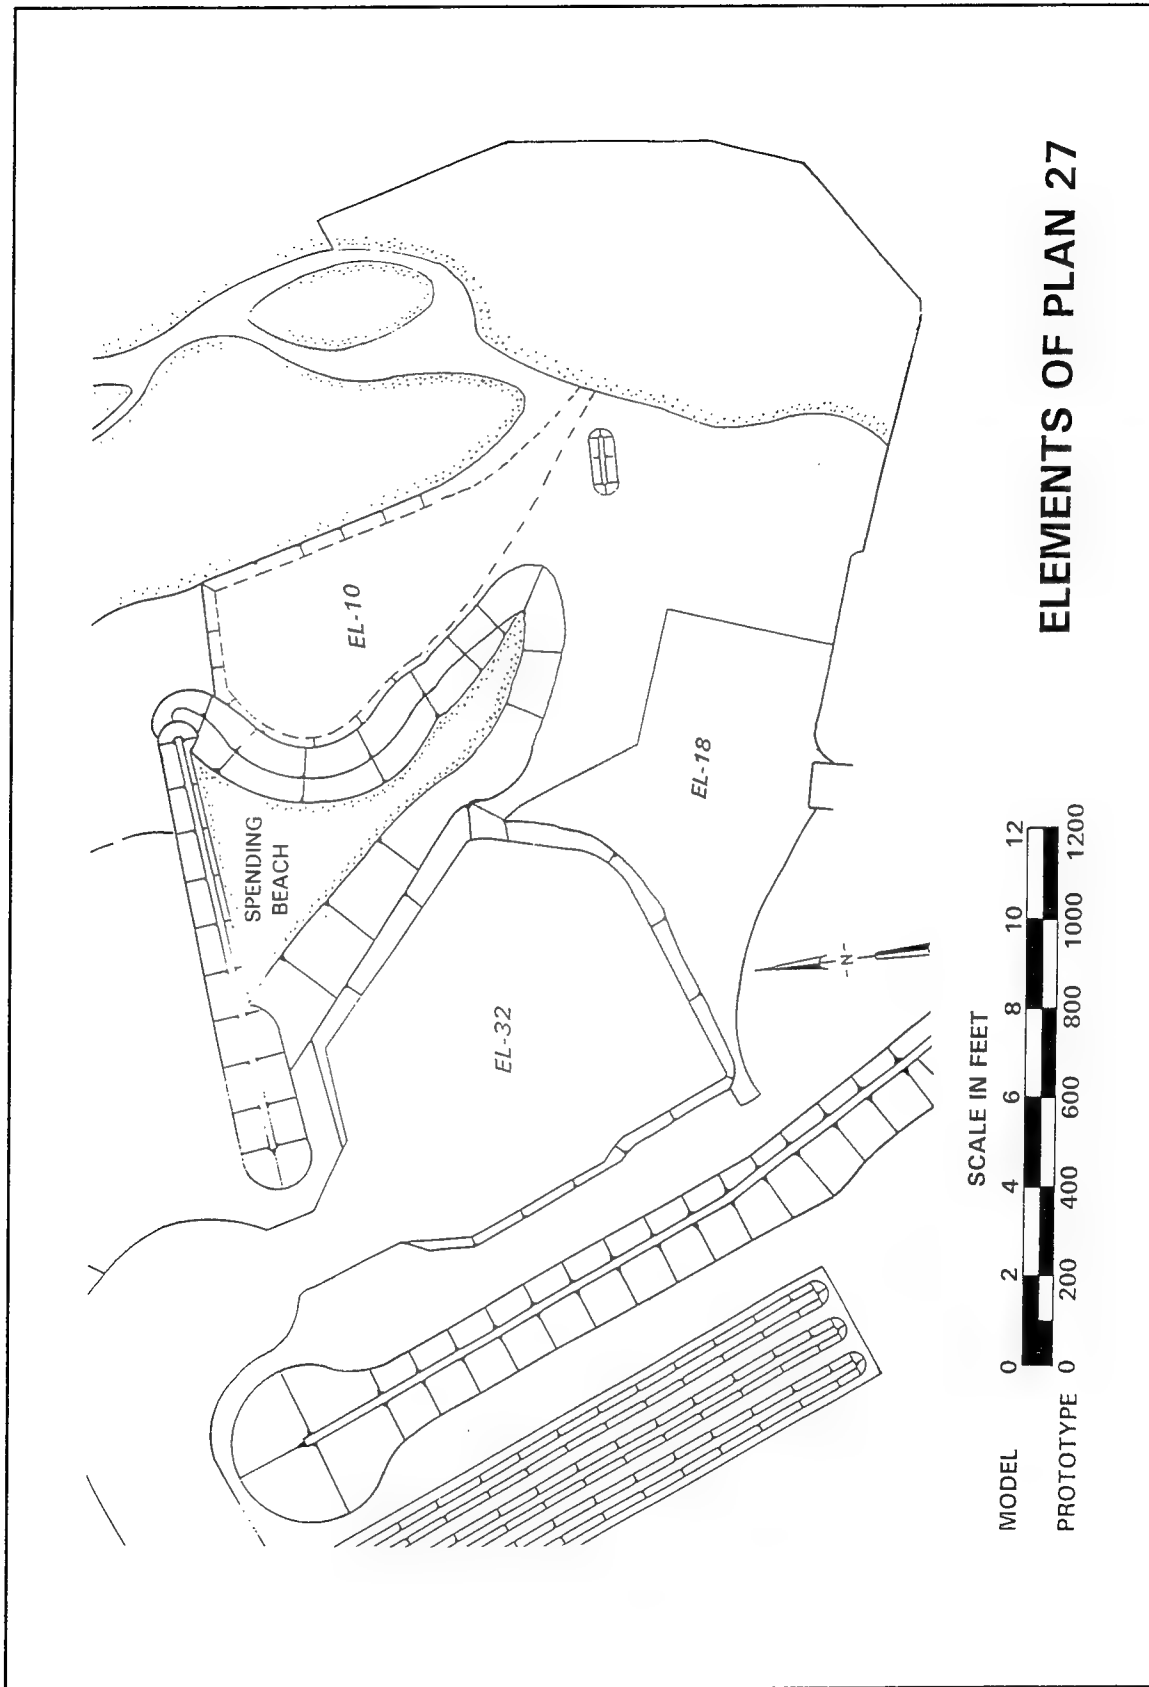 EL-10
SPENDING
BEACH
EL-32
EL-18
-N-
SCALE IN FEET
MODEL 0 2 4 6 8 10 12
PROTOTYPE 0 200 400 600 800 1000 1200
ELEMENTS OF PLAN 27